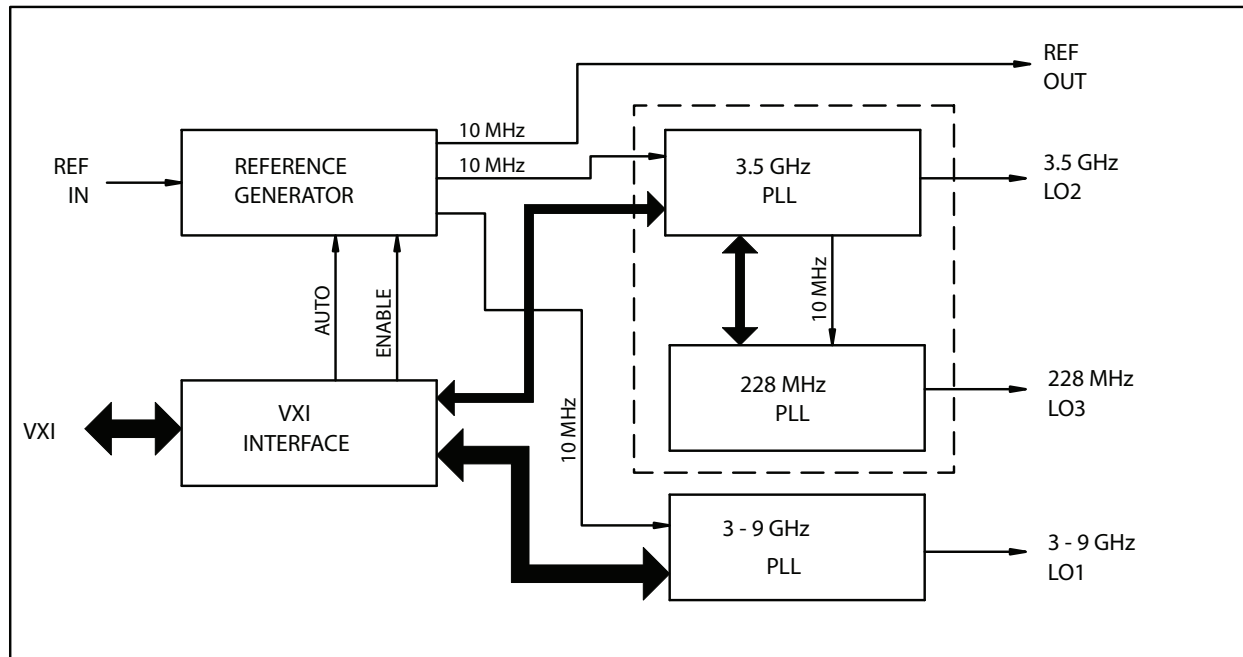 REF
OUT
10 MHz
10 MHz
REF
IN
REFERENCE
GENERATOR
3.5 GHz
PLL
3.5 GHz
LO2
AUTO
ENABLE
10 MHz
VXI
VXI
INTERFACE
10 MHz
228 MHz
PLL
228 MHz
LO3
3 - 9 GHz
PLL
3 - 9 GHz
LO1